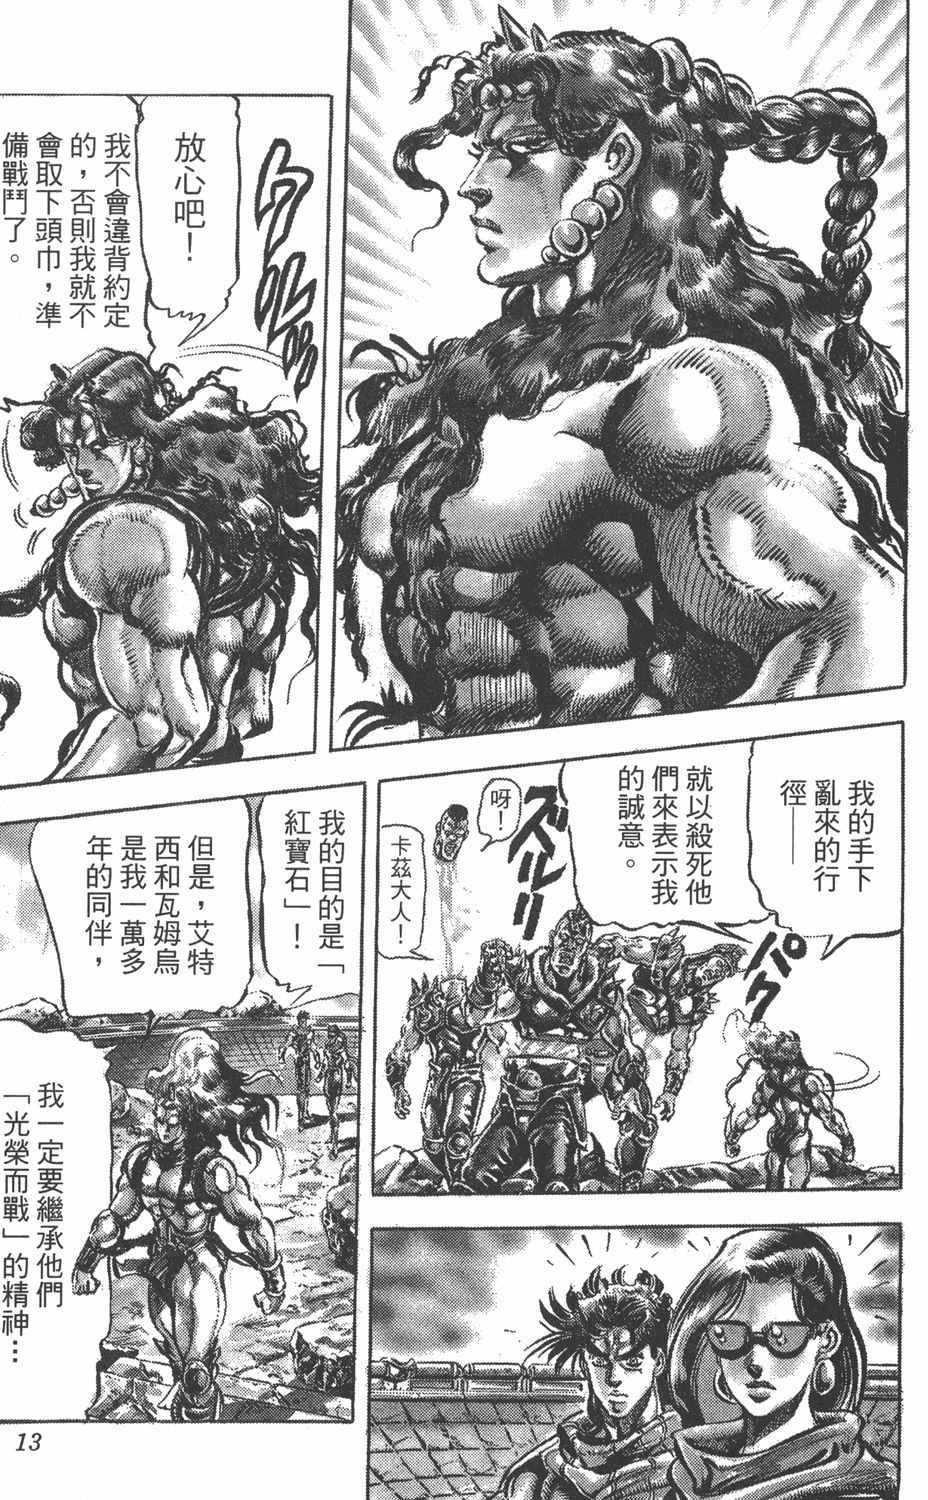 放心吧！
我不會違背約定
的，否則我就不
會取下頭巾，準
備戰鬥了。
我的手下
亂來的行
徑——
就以殺死他
們來表示我
的誠意。
呀！
卡茲大人！
ズルリ
パク
我的目的是「
紅寶石」！
但是，艾特
西和瓦姆烏
是我一萬多
年的同伴，
我一定要繼承他們
「光榮而戰」的精神…
13